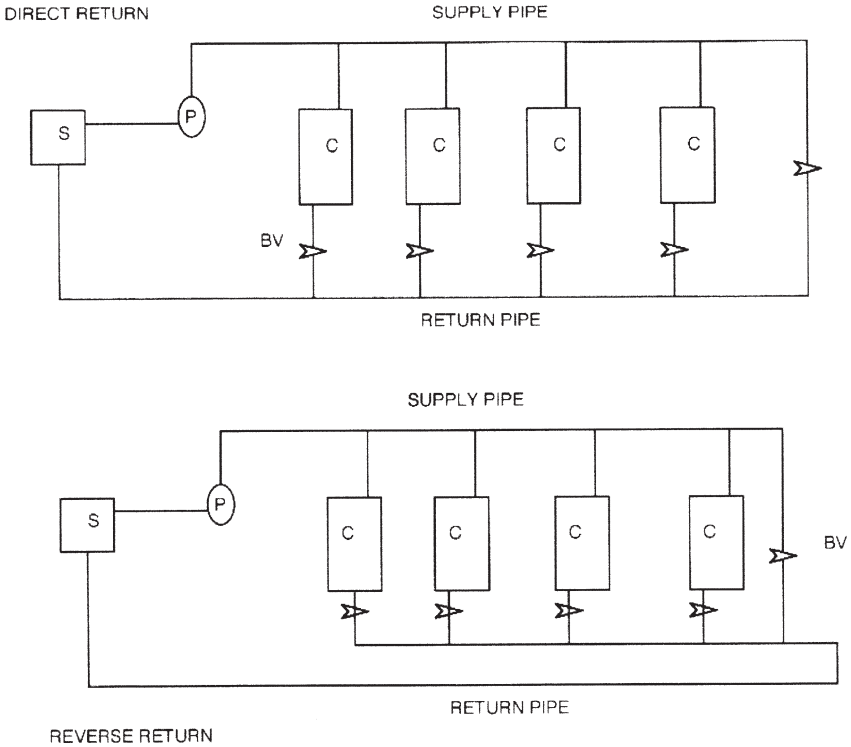 DIRECT RETURN
SUPPLY PIPE
P
S
C
C
C
C
BV
RETURN PIPE
SUPPLY PIPE
P
S
C
C
C
C
BV
RETURN PIPE
REVERSE RETURN